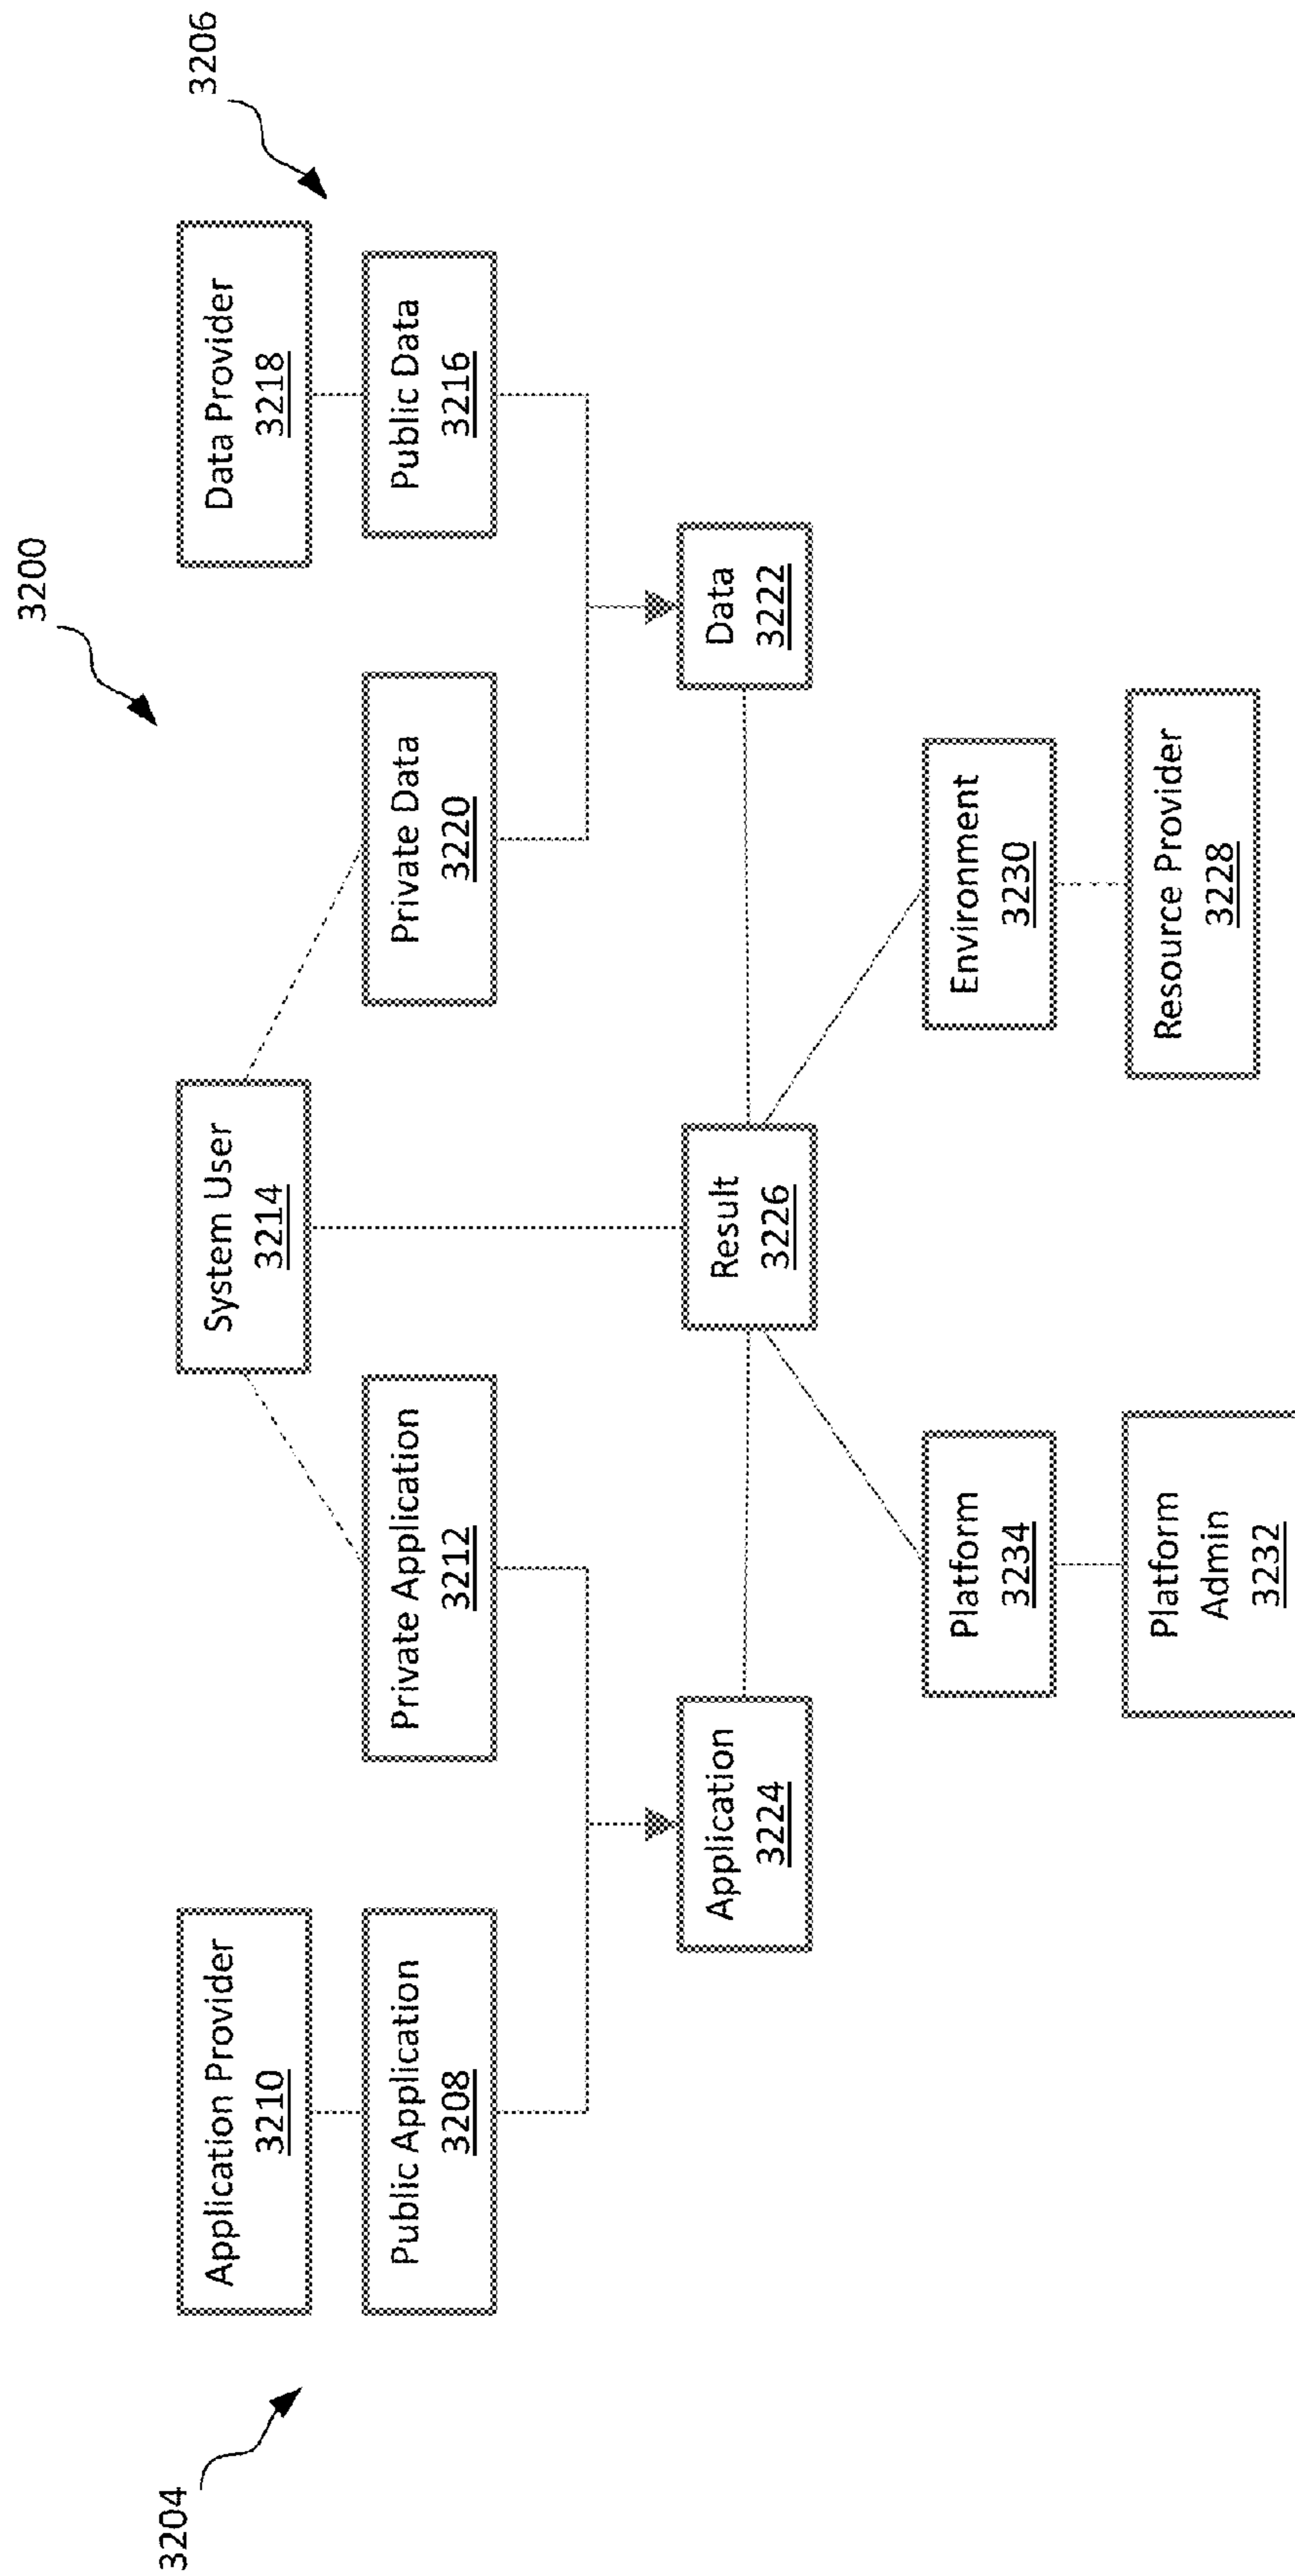 3200
3204
3206
Application Provider
3210
System User
3214
Data Provider
3218
Public Application
3208
Private Application
3212
Private Data
3220
Public Data
3216
Application
3224
Result
3226
Data
3222
Platform
3234
Environment
3230
Platform
Admin
3232
Resource Provider
3228